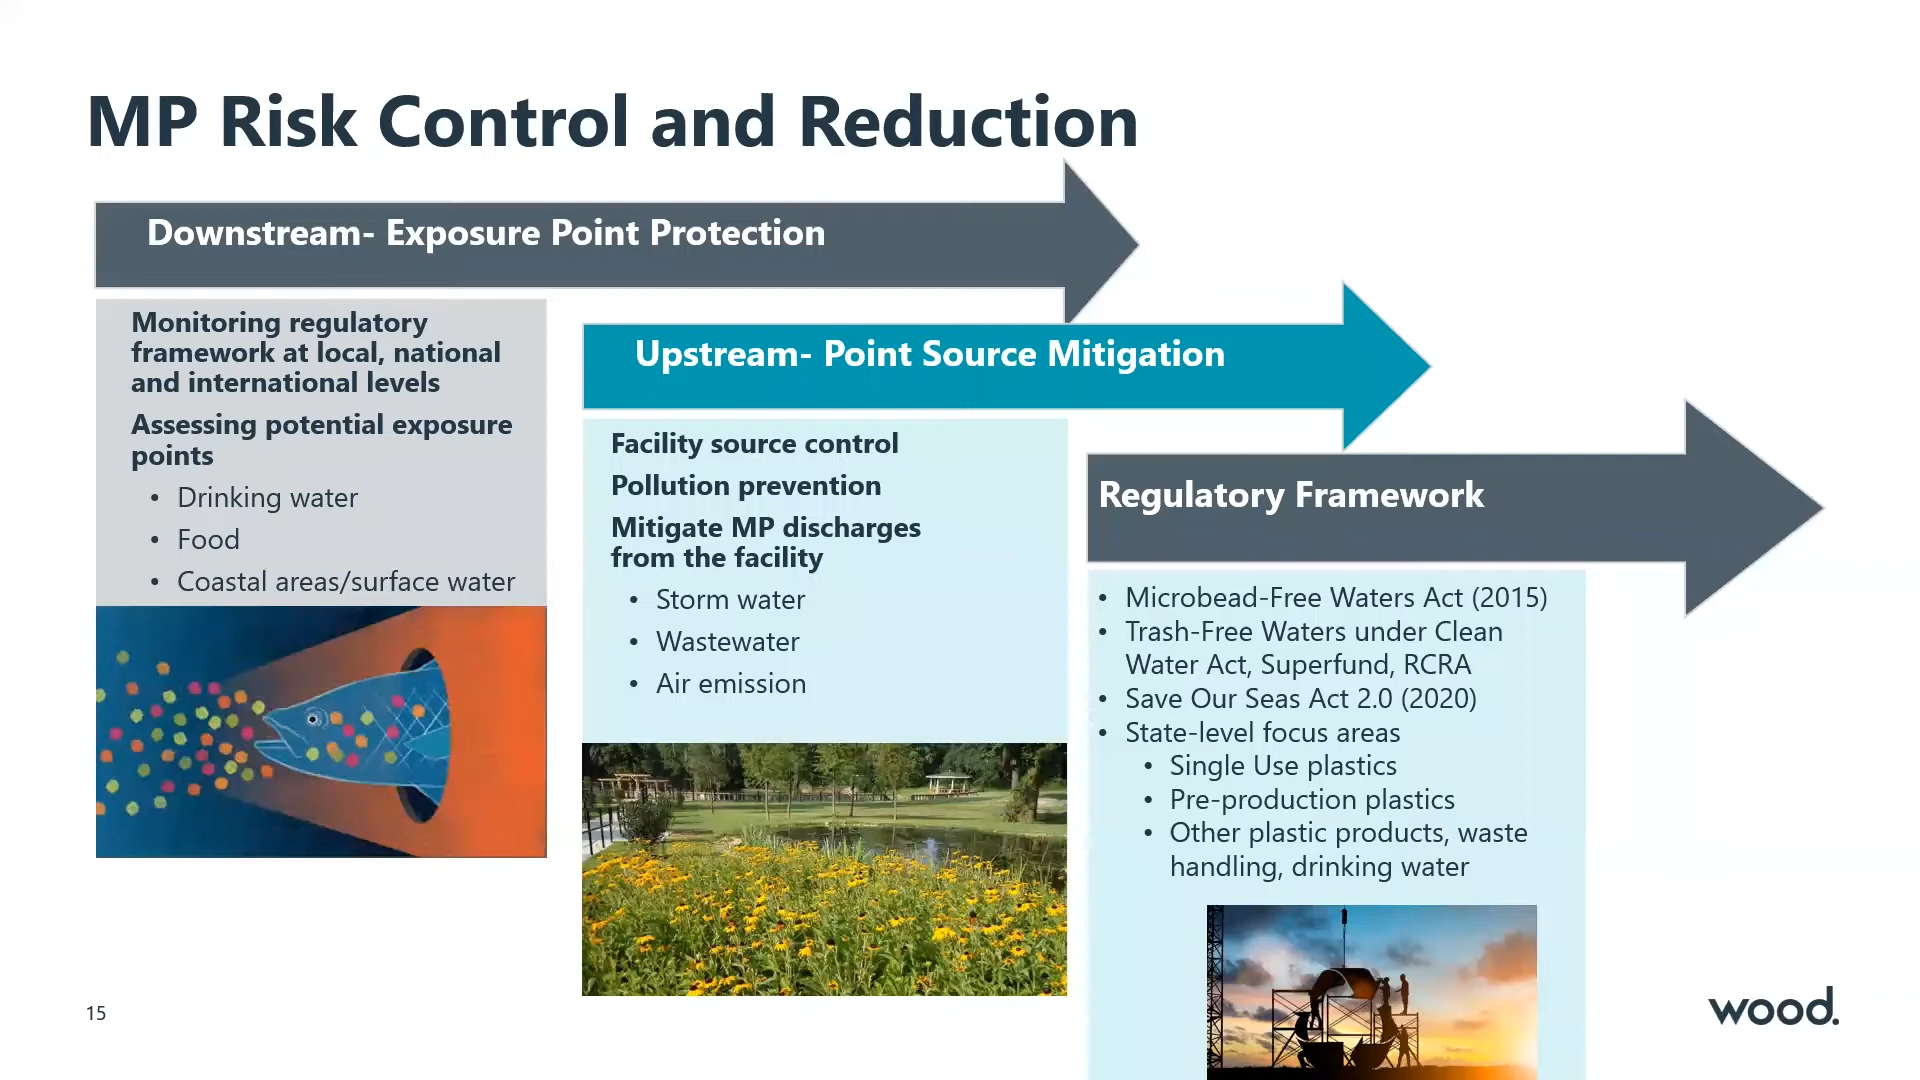 MP Risk Control and Reduction
Downstream- Exposure Point Protection
Monitoring regulatory
framework at local, national
and international levels
Assessing potential exposure
points
• Drinking water
• Food
• Coastal areas/surface water
Upstream- Point Source Mitigation
Facility source control
Pollution prevention
Mitigate MP discharges
from the facility
• Storm water
• Wastewater
• Air emission
Regulatory Framework
• Microbead-Free Waters Act (2015)
• Trash-Free Waters under Clean
Water Act, Superfund, RCRA
• Save Our Seas Act 2.0 (2020)
• State-level focus areas
• Single Use plastics
• Pre-production plastics
• Other plastic products, waste
handling, drinking water
15
wood.